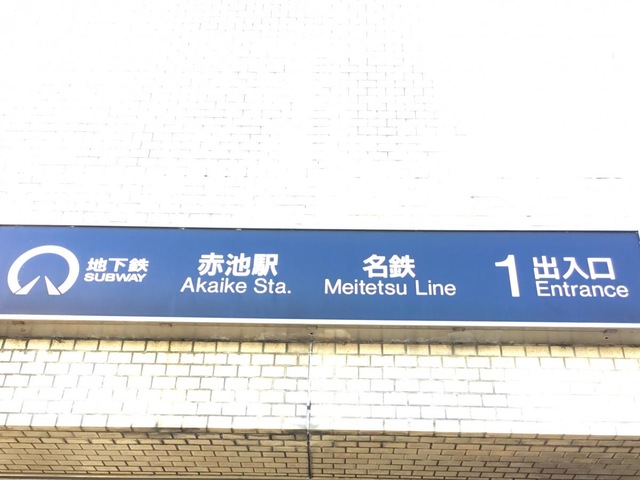 地下鉄
SUBWAY
赤池駅
Akaike Sta.
名鉄
Meitetsu Line
1 出入口
Entrance